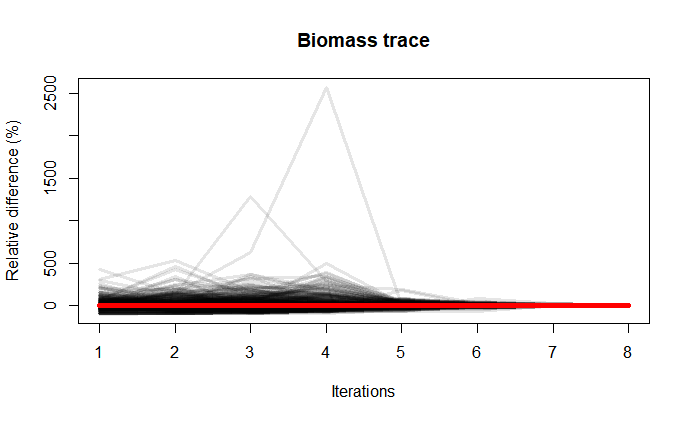 Biomass trace
Relative difference (%)
2500
1500
500
0
1 2 3 4 5 6 7 8
Iterations